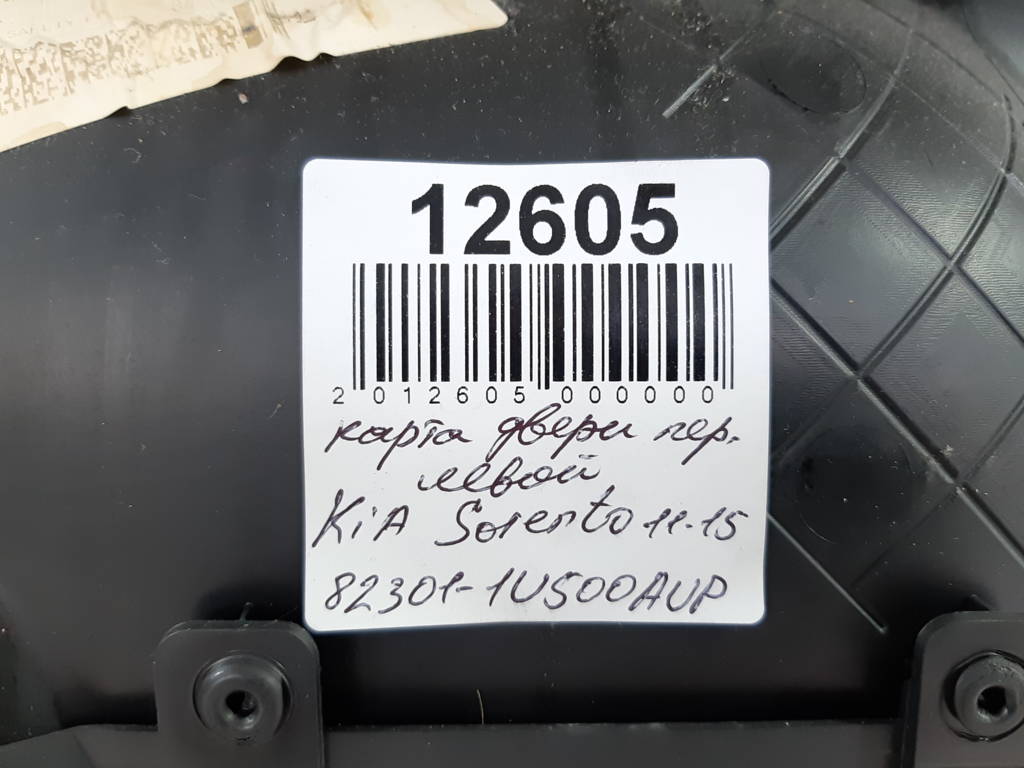 12605
2 012605 000000
карта двери пер.
левой
KiA Sorento 11-15
82301-1U500AUP